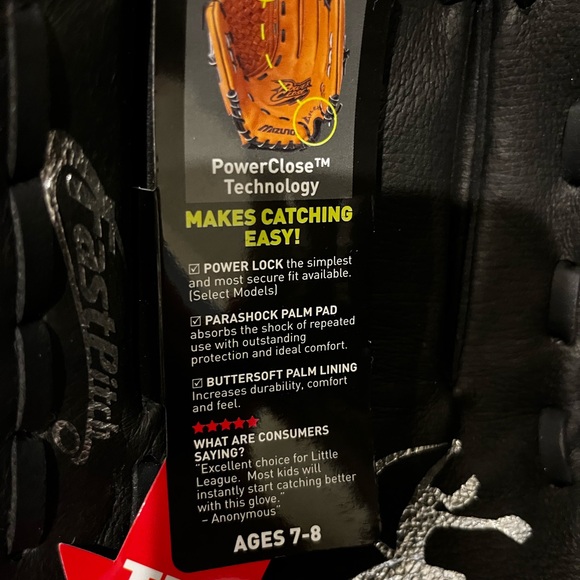 Power
Close
MIZUNO
PowerClose™
Technology
MAKES CATCHING
EASY!
☑ POWER LOCK the simplest
and most secure fit available.
(Select Models)
☑ PARASHOCK PALM PAD
absorbs the shock of repeated
use with outstanding
protection and ideal comfort.
☑ BUTTERSOFT PALM LINING
Increases durability, comfort
and feel.
★★★★★
WHAT ARE CONSUMERS
SAYING?
"Excellent choice for Little
League. Most kids will
instantly start catching better
with this glove."
– Anonymous"
AGES 7-8
FastPitch